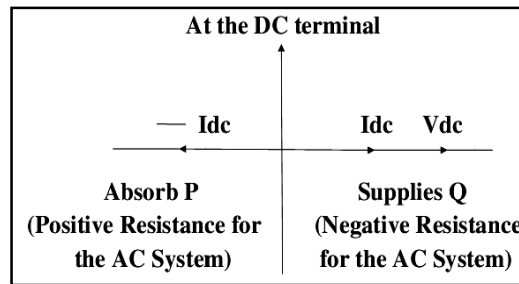 At the DC terminal
— Idc Idc Vdc
Absorb P Supplies Q
(Positive Resistance for (Negative Resistance
the AC System) for the AC System)